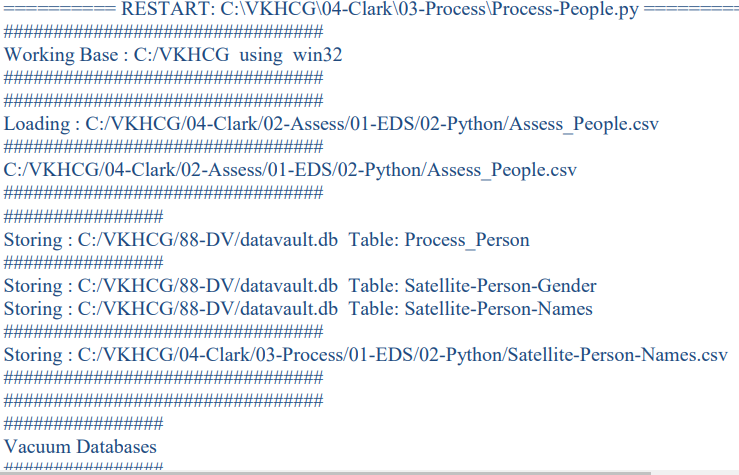 ========== RESTART: C:\VKHCG\04-Clark\03-Process\Process-People.py ==========
################################
Working Base : C:/VKHCG  using  win32
################################
################################
Loading : C:/VKHCG/04-Clark/02-Assess/01-EDS/02-Python/Assess_People.csv
################################
C:/VKHCG/04-Clark/02-Assess/01-EDS/02-Python/Assess_People.csv
################################
################
Storing : C:/VKHCG/88-DV/datavault.db  Table: Process_Person
################
Storing : C:/VKHCG/88-DV/datavault.db  Table: Satellite-Person-Gender
Storing : C:/VKHCG/88-DV/datavault.db  Table: Satellite-Person-Names
################################
Storing : C:/VKHCG/04-Clark/03-Process/01-EDS/02-Python/Satellite-Person-Names.csv
################################
################################
################
Vacuum Databases
################